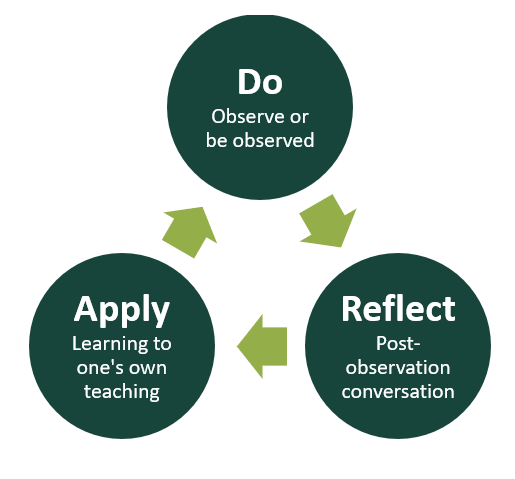 Do
Observe or
be observed
Reflect
Post-
observation
conversation
Apply
Learning to
one's own
teaching